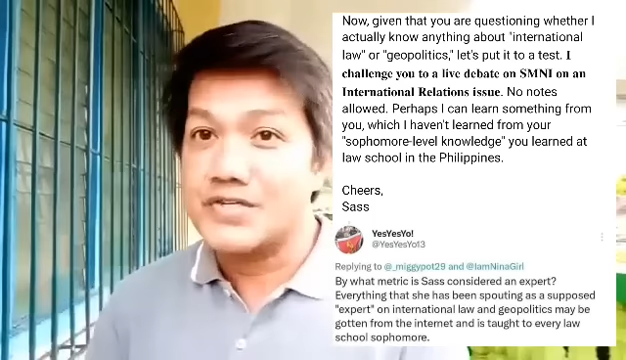 Now, given that you are questioning whether I
actually know anything about "international
law" or "geopolitics," let's put it to a test. I
challenge you to a live debate on SMNI on an
International Relations issue. No notes
allowed. Perhaps I can learn something from
you, which I haven't learned from your
"sophomore-level knowledge" you learned at
law school in the Philippines.
Cheers,
Sass
YesYesYo!
@YesYesYo13
Replying to @_miggypot29 and @IamNinaGirl
By what metric is Sass considered an expert?
Everything that she has been spouting as a supposed
"expert" on international law and geopolitics may be
gotten from the internet and is taught to every law
school sophomore.